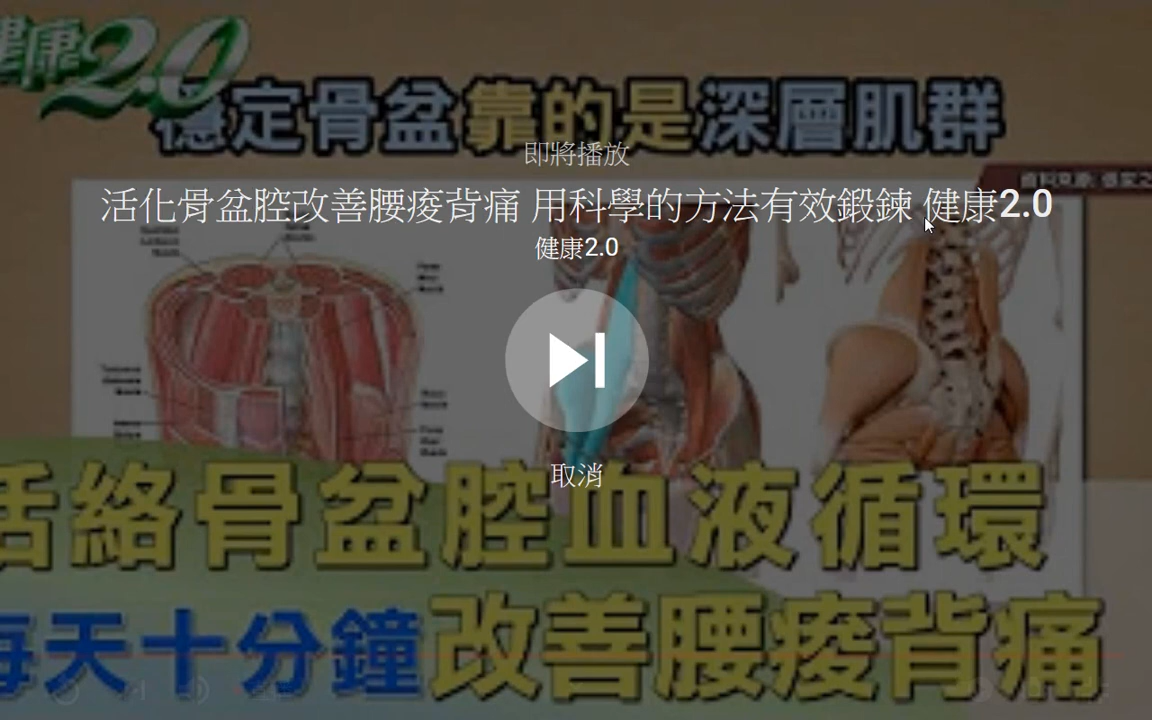 健康2.0
穩定骨盆靠的是深層肌群
即將播放
活化骨盆腔改善腰痠背痛 用科學的方法有效鍛鍊 健康2.0
健康2.0
取消
活絡骨盆腔血液循環
每天十分鐘改善腰痠背痛